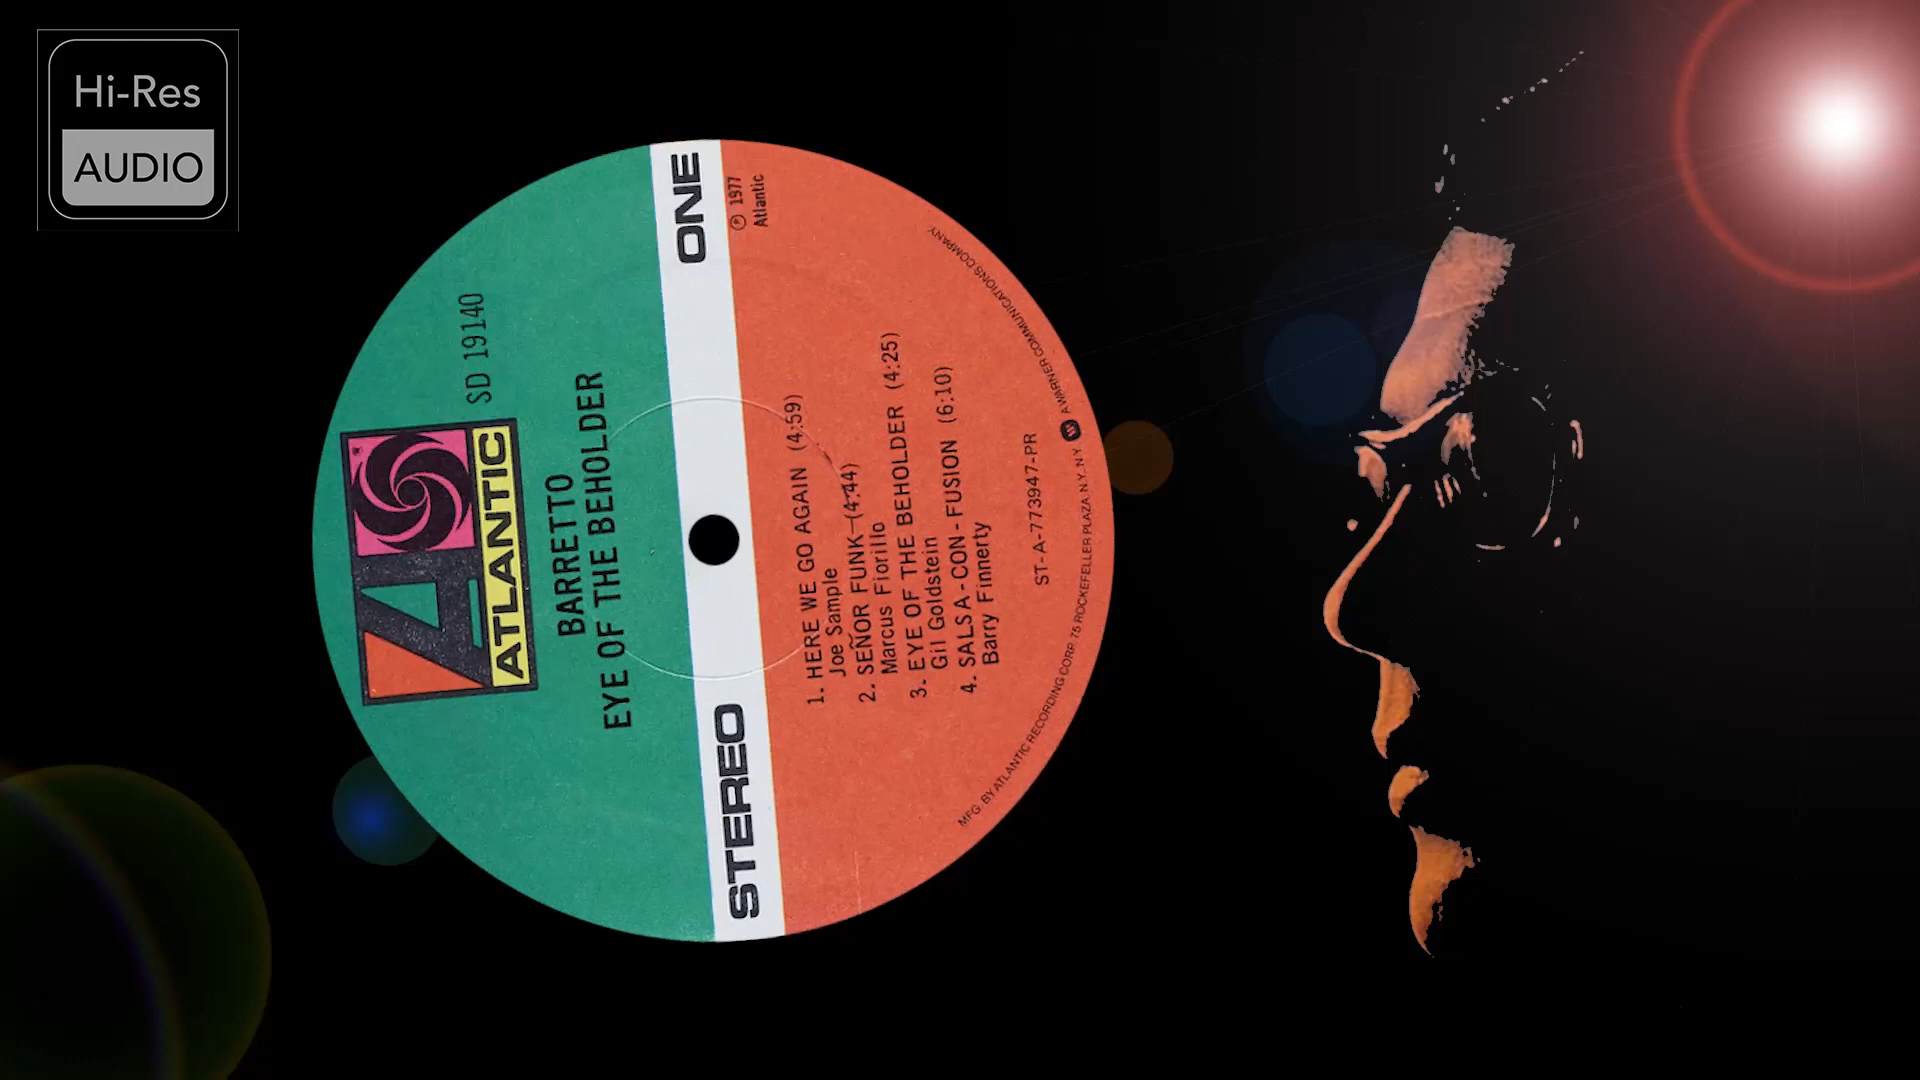 Hi-Res
AUDIO
ATLANTIC
SD 19140
BARRETTO
EYE OF THE BEHOLDER
STEREO
ONE
℗ 1977
Atlantic
1. HERE WE GO AGAIN (4:59)
Joe Sample
2. SEÑOR FUNK (4:44)
Marcus Fiorillo
3. EYE OF THE BEHOLDER (4:25)
Gil Goldstein
4. SALSA-CON-FUSION (6:10)
Barry Finnerty
ST-A-773947-PR
MFG. BY ATLANTIC RECORDING CORP. 75 ROCKEFELLER PLAZA. N.Y. N.Y. A WARNER COMMUNICATIONS COMPANY